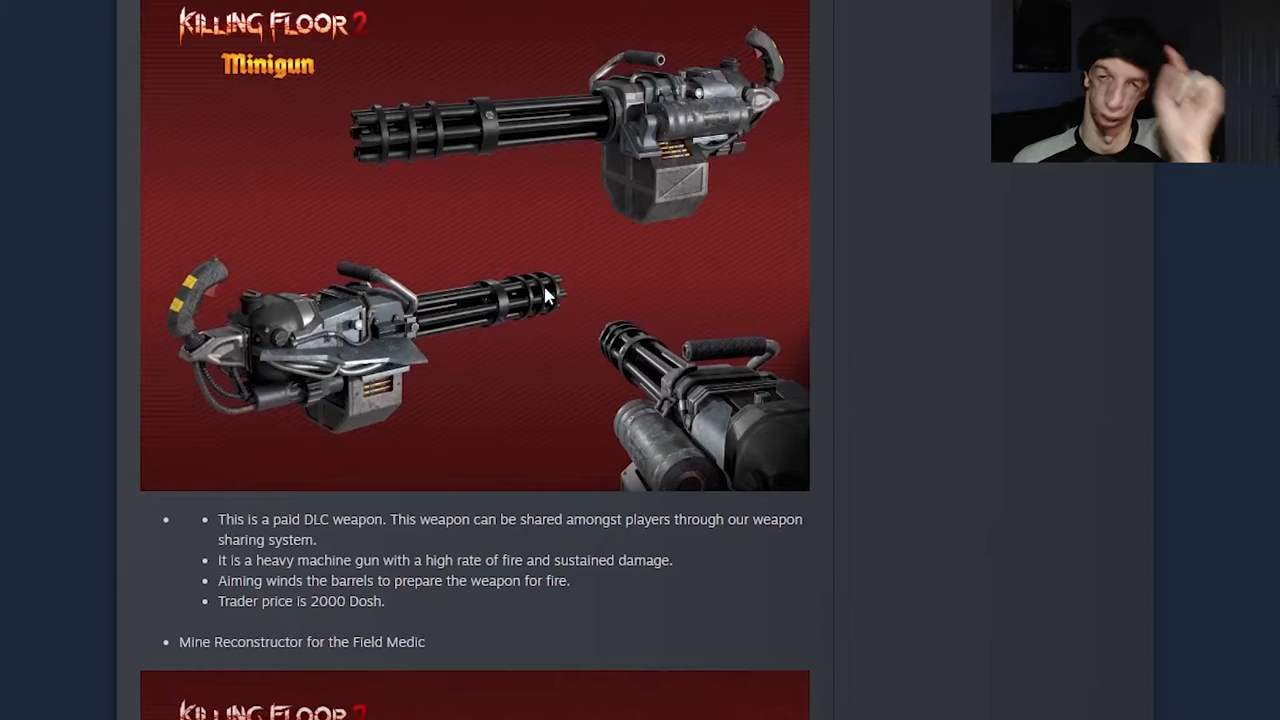 KILLING FLOOR 2
Minigun
This is a paid DLC weapon. This weapon can be shared amongst players through our weapon
sharing system.
It is a heavy machine gun with a high rate of fire and sustained damage.
Aiming winds the barrels to prepare the weapon for fire.
Trader price is 2000 Dosh.
Mine Reconstructor for the Field Medic
KILLING FLOOR 2